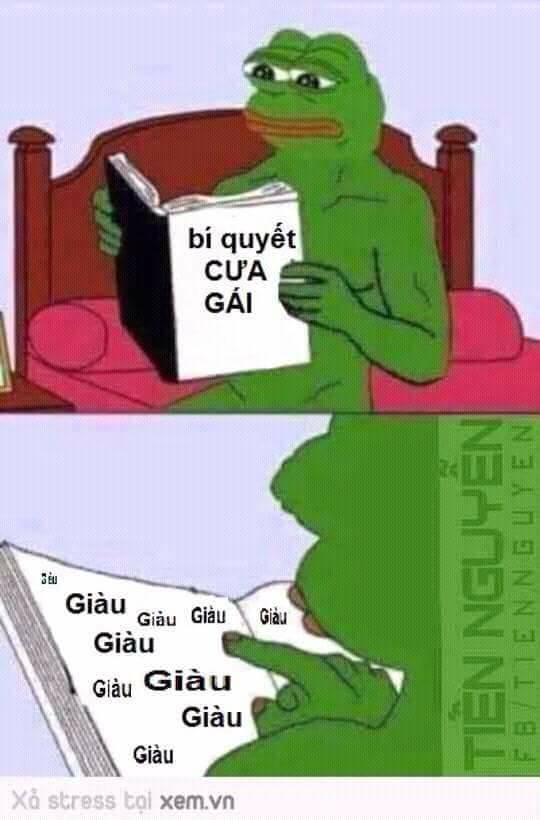 bí quyết
CƯA
GÁI
Giàu
Giàu Giàu Giàu Giàu
Giàu
Giàu Giàu
Giàu
Giàu
TIẾN NGUYỄN
FB/TIENNGUYEN
Xả stress tại xem.vn